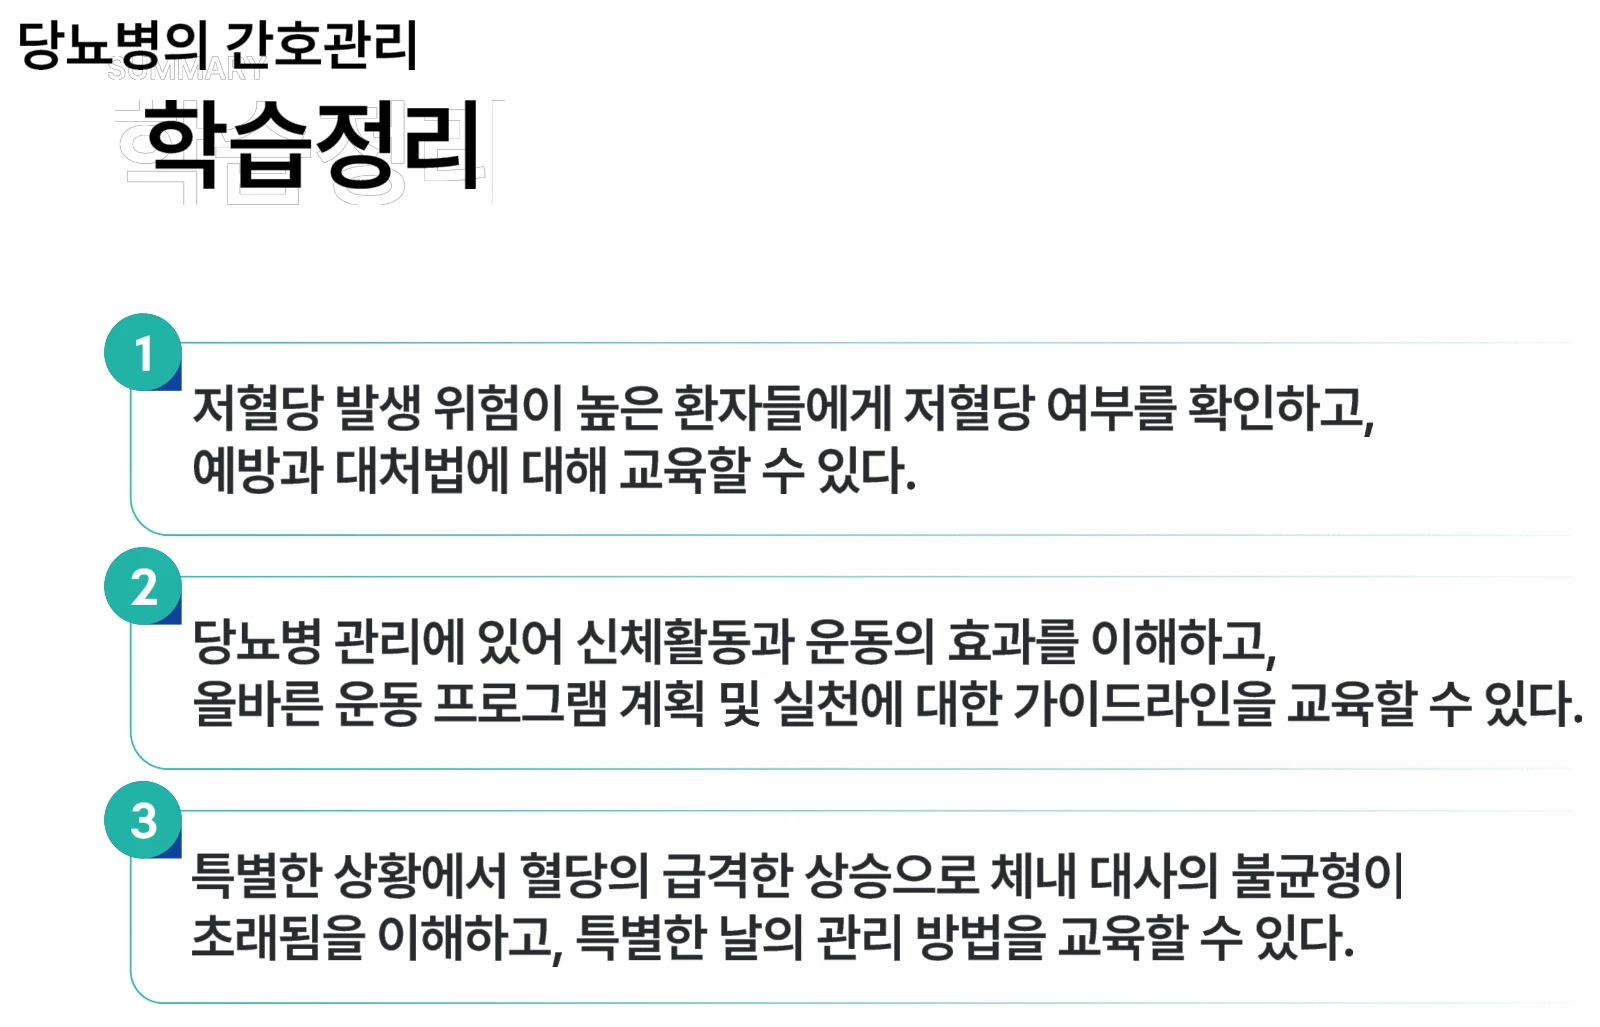 당뇨병의 간호관리
SUMMARY
학습정리
1
저혈당 발생 위험이 높은 환자들에게 저혈당 여부를 확인하고,
예방과 대처법에 대해 교육할 수 있다.
2
당뇨병 관리에 있어 신체활동과 운동의 효과를 이해하고,
올바른 운동 프로그램 계획 및 실천에 대한 가이드라인을 교육할 수 있다.
3
특별한 상황에서 혈당의 급격한 상승으로 체내 대사의 불균형이
초래됨을 이해하고, 특별한 날의 관리 방법을 교육할 수 있다.